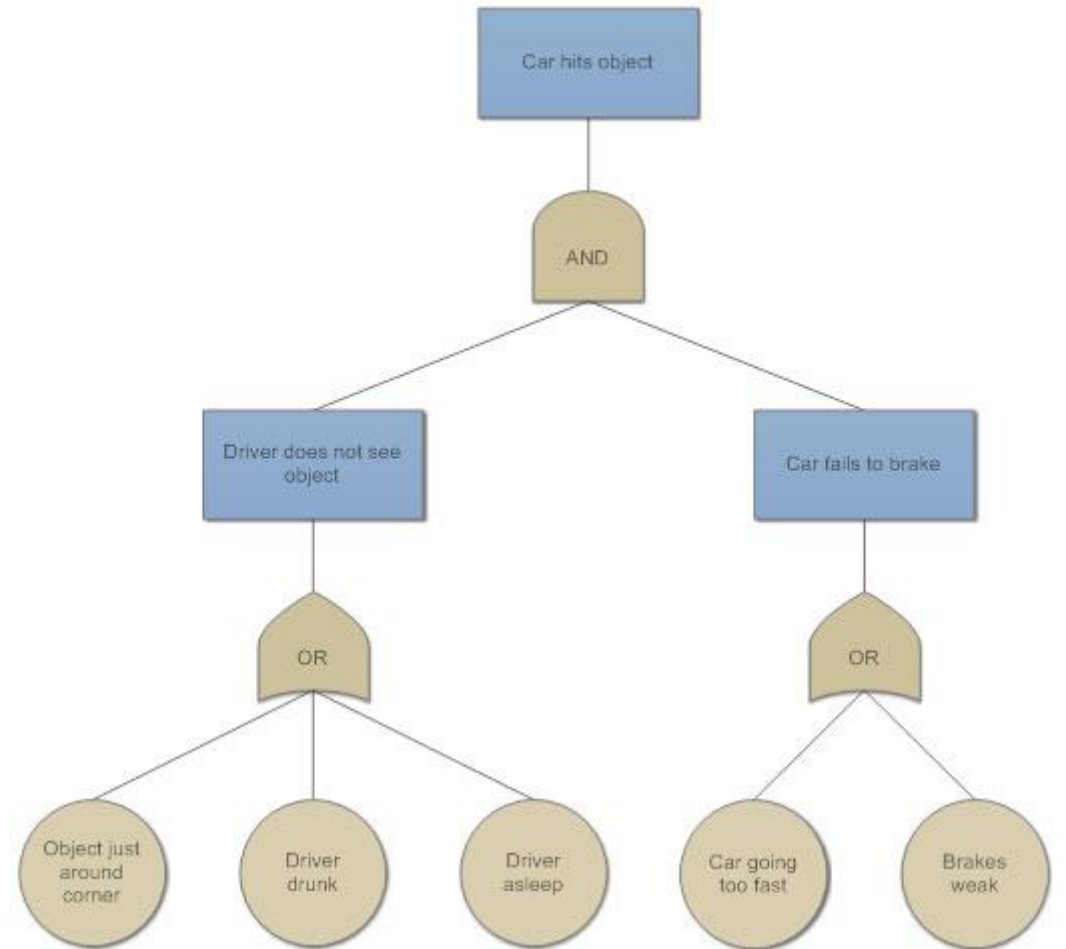 Car hits object
AND
Driver does not see
object
Car fails to brake
OR
OR
Object just
around
corner
Driver
drunk
Driver
asleep
Car going
too fast
Brakes
weak